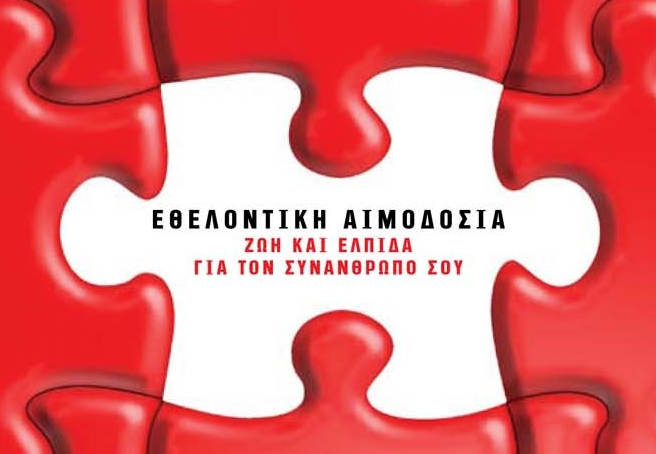 ΕΘΕΛΟΝΤΙΚΗ ΑΙΜΟΔΟΣΙΑ
ΖΩΗ ΚΑΙ ΕΛΠΙΔΑ
ΓΙΑ ΤΟΝ ΣΥΝΑΝΘΡΩΠΟ ΣΟΥ